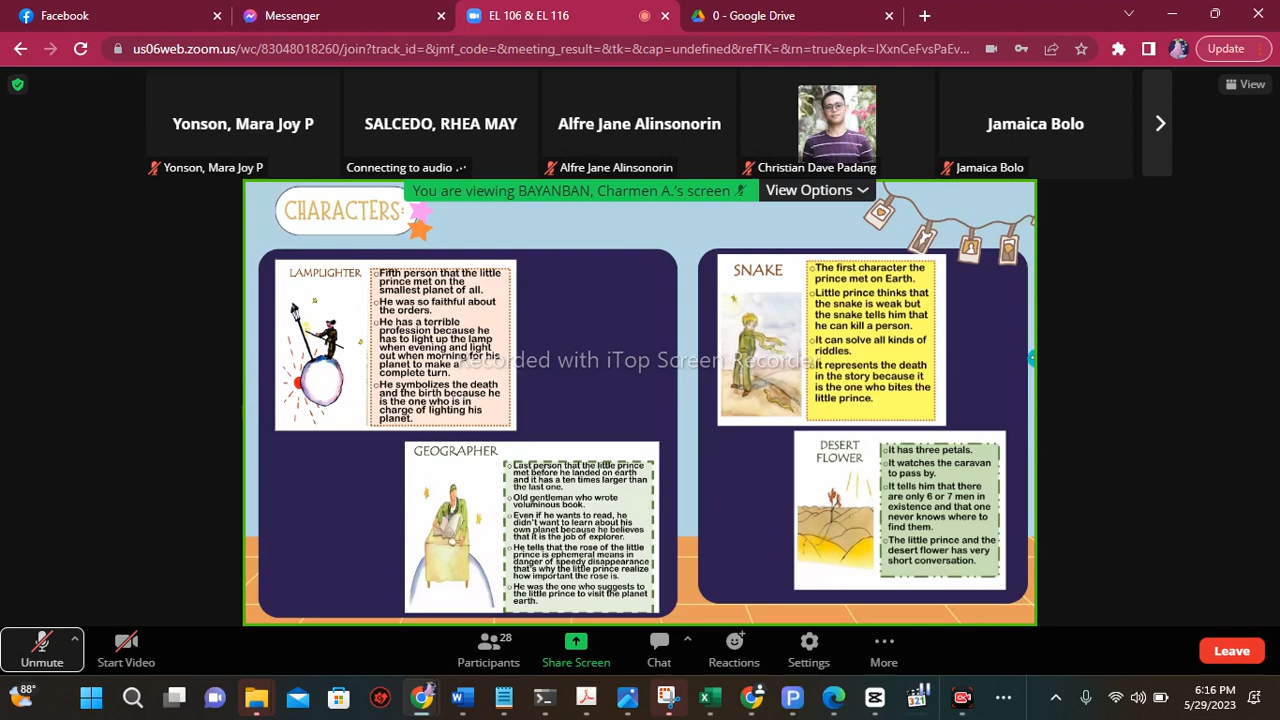 Facebook
Messenger
EL 106 & EL 116
0 - Google Drive
us06web.zoom.us/wc/83048018260/join?track_id=&jmf_code=&meeting_result=&tk=&cap=undefined&refTK=&rn=true&epk=IXxnCeFvsPaEv...
Update
View
Yonson, Mara Joy P
SALCEDO, RHEA MAY
Alfre Jane Alinsonorin
Jamaica Bolo
Yonson, Mara Joy P
Connecting to audio ..
Alfre Jane Alinsonorin
Christian Dave Padang
Jamaica Bolo
You are viewing BAYANBAN, Charmen A.'s screen
View Options
CHARACTERS:
LAMPLIGHTER
Fifth person that the little
prince met on the
smallest planet of all.
He was so faithful about
the orders.
He has a terrible
profession because he
has to light up the lamp
when evening and light
out when morning for his
planet to make a
complete turn.
He symbolizes the death
and the birth because he
is the one who is in
charge of lighting his
planet.
GEOGRAPHER
Last person that the little prince
met before he landed on earth
and it has a ten times larger than
the last one.
Old gentleman who wrote
voluminous book.
Even if he wants to read, he
didn't want to learn about his
own planet because he believes
that it is the job of explorer.
He tells that the rose of the little
prince is ephemeral means in
danger of speedy disappearance
that's why the little prince realize
how important the rose is.
He was the one who suggests to
the little prince to visit the planet
earth.
SNAKE
The first character the
prince met on Earth.
Little prince thinks that
the snake is weak but
the snake tells him that
he can kill a person.
It can solve all kinds of
riddles.
It represents the death
in the story because it
is the one who bites the
little prince.
DESERT
FLOWER
It has three petals.
It watches the caravan
to pass by.
It tells him that there
are only 6 or 7 men in
existence and that one
never knows where to
find them.
The little prince and the
desert flower has very
short conversation.
Recorded with iTop Screen Recorder
Unmute
Start Video
28
Participants
Share Screen
Chat
Reactions
Settings
More
Leave
88°
321
6:16 PM
5/29/2023